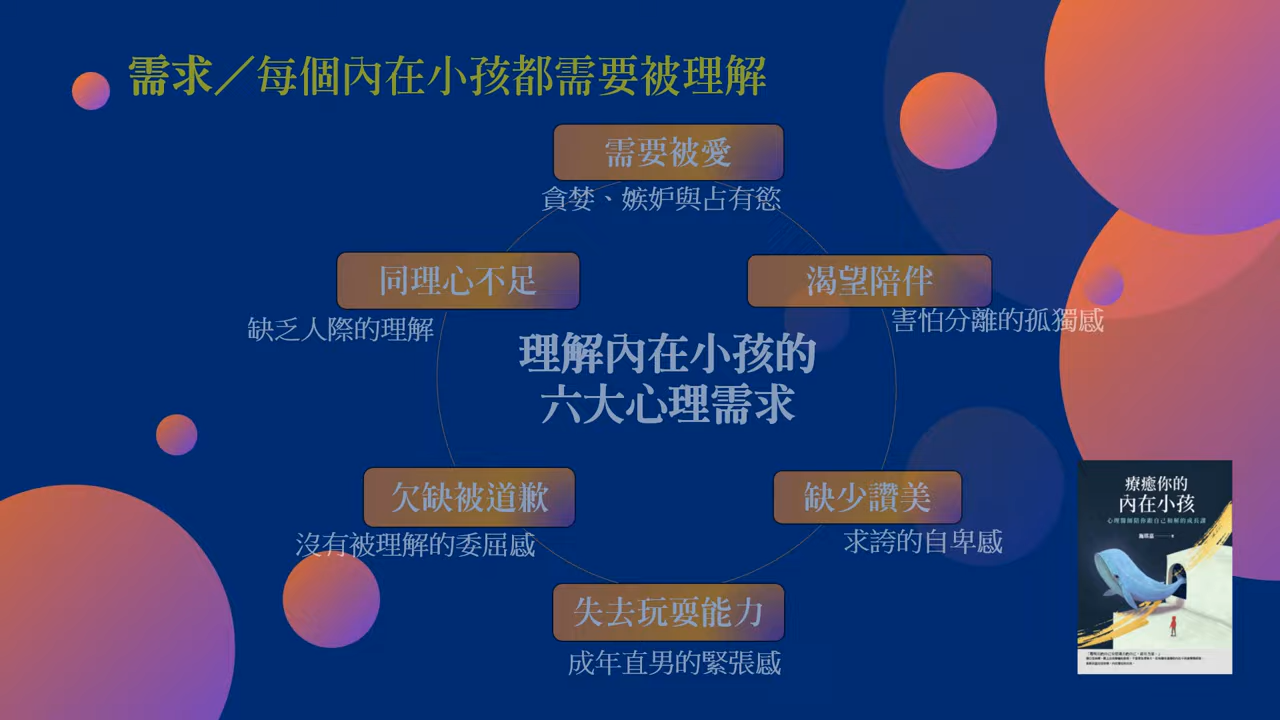 需求／每個內在小孩都需要被理解
需要被愛
貪婪、嫉妒與占有慾
同理心不足
缺乏人際的理解
渴望陪伴
害怕分離的孤獨感
理解內在小孩的
六大心理需求
欠缺被道歉
沒有被理解的委屈感
缺少讚美
求誇的自卑感
失去玩耍能力
成年直男的緊張感
療癒你的
內在小孩